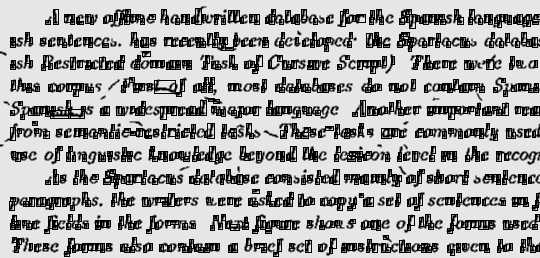 A new offline handwritten database for the Spanish language
ish sentences, has recently been developed: the Spartacus database
ish Restricted domain Task of Cursive Script). There were two
this corpus. First of all, most databases do not contain Spanish
Spanish is a widespread major language. Another important rea
from semantic-restricted tasks. These tasks are commonly used
use of linguistic knowledge beyond the lexicon level in the recogn
As the Spartacus database consisted mainly of short sentence
paragraphs, the writers were asked to copy a set of sentences in f
line fields in the forms. Next figure shows one of the forms used
These forms also contain a brief set of instructions given to the